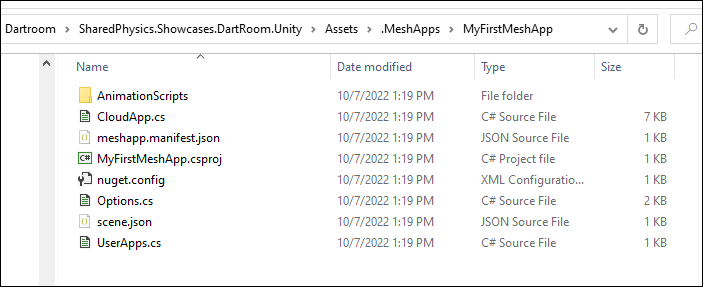 Dartroom > SharedPhysics.Showcases.DartRoom.Unity > Assets > .MeshApps > MyFirstMeshApp
Name Date modified Type Size
AnimationScripts 10/7/2022 1:19 PM File folder
CloudApp.cs 10/7/2022 1:19 PM C# Source File 7 KB
meshapp.manifest.json 10/7/2022 1:19 PM JSON Source File 1 KB
C# MyFirstMeshApp.csproj 10/7/2022 1:19 PM C# Project file 1 KB
nuget.config 10/7/2022 1:19 PM XML Configuratio... 1 KB
Options.cs 10/7/2022 1:19 PM C# Source File 2 KB
scene.json 10/7/2022 1:19 PM JSON Source File 1 KB
UserApps.cs 10/7/2022 1:19 PM C# Source File 1 KB